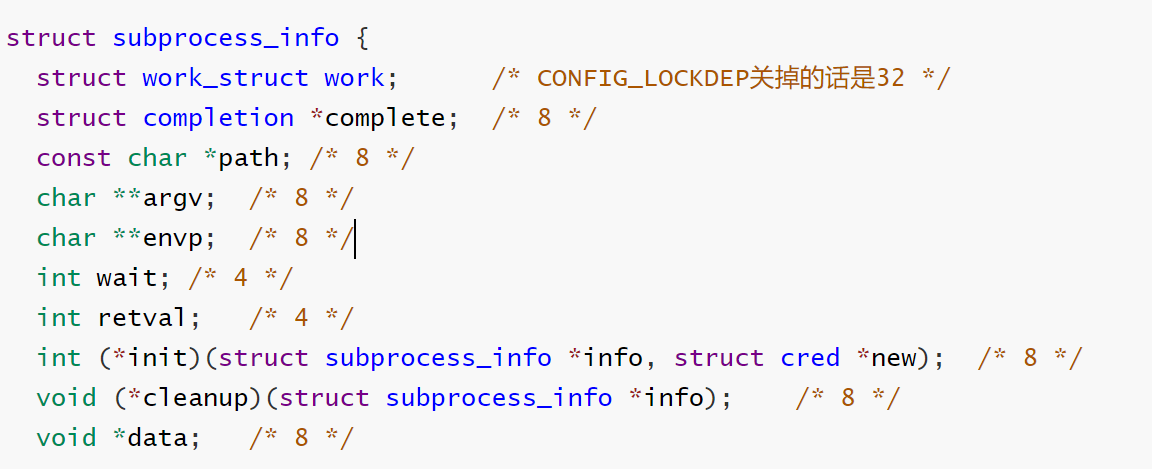 struct subprocess_info {
  struct work_struct work;      /* CONFIG_LOCKDEP关掉的话是32 */
  struct completion *complete;  /* 8 */
  const char *path; /* 8 */
  char **argv;  /* 8 */
  char **envp;  /* 8 */
  int wait; /* 4 */
  int retval;   /* 4 */
  int (*init)(struct subprocess_info *info, struct cred *new);  /* 8 */
  void (*cleanup)(struct subprocess_info *info);    /* 8 */
  void *data;   /* 8 */